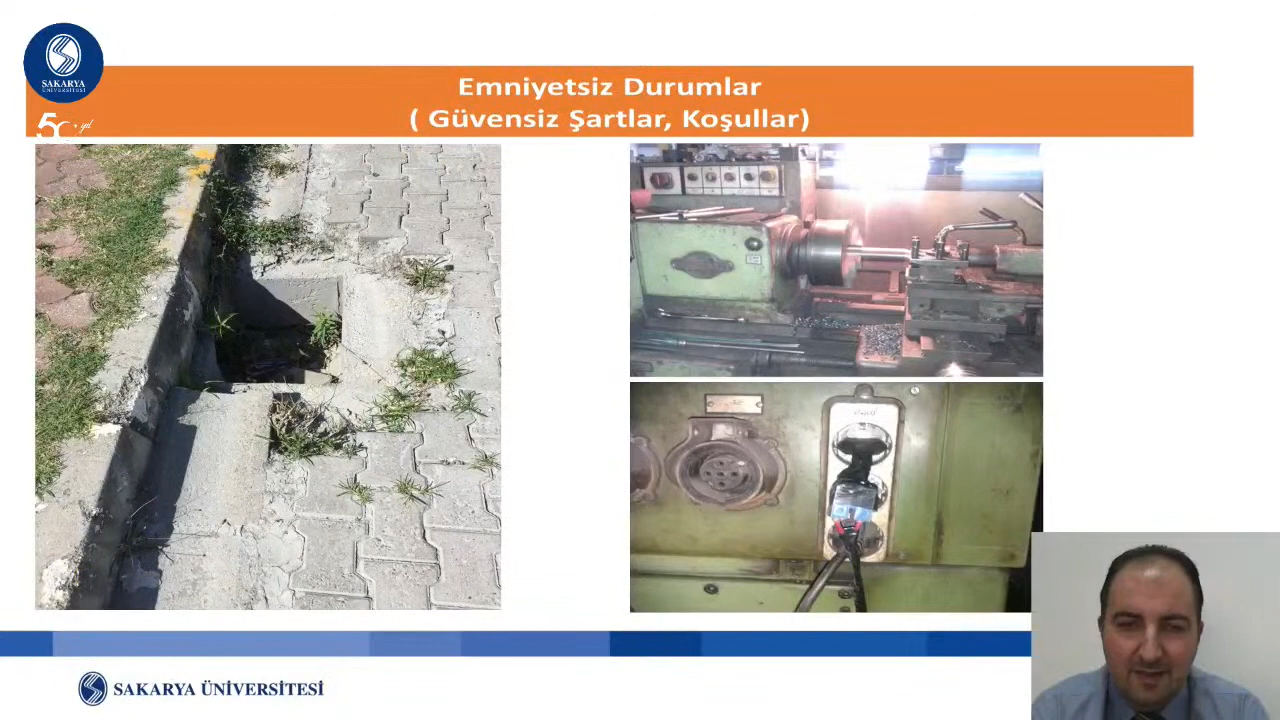 SAKARYA
ÜNİVERSİTESİ
50. yıl
Emniyetsiz Durumlar
( Güvensiz Şartlar, Koşullar)
SAKARYA ÜNİVERSİTESİ